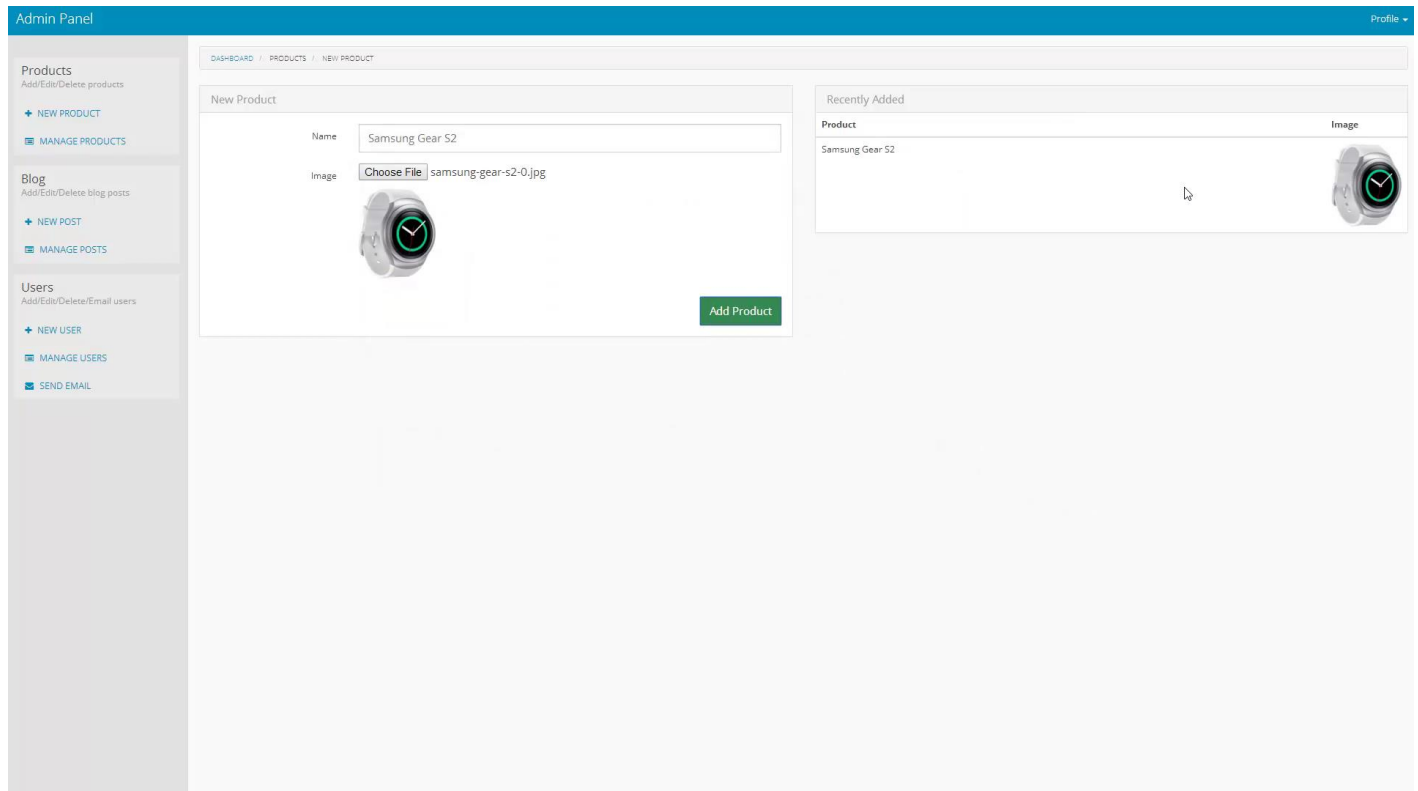 Admin Panel
Profile
Products
Add/Edit/Delete products
NEW PRODUCT
MANAGE PRODUCTS
Blog
Add/Edit/Delete blog posts
NEW POST
MANAGE POSTS
Users
Add/Edit/Delete/Email users
NEW USER
MANAGE USERS
SEND EMAIL
DASHBOARD / PRODUCTS / NEW PRODUCT
New Product
Name
Samsung Gear S2
Image
Choose File samsung-gear-s2-0.jpg
Add Product
Recently Added
Product Image
Samsung Gear S2